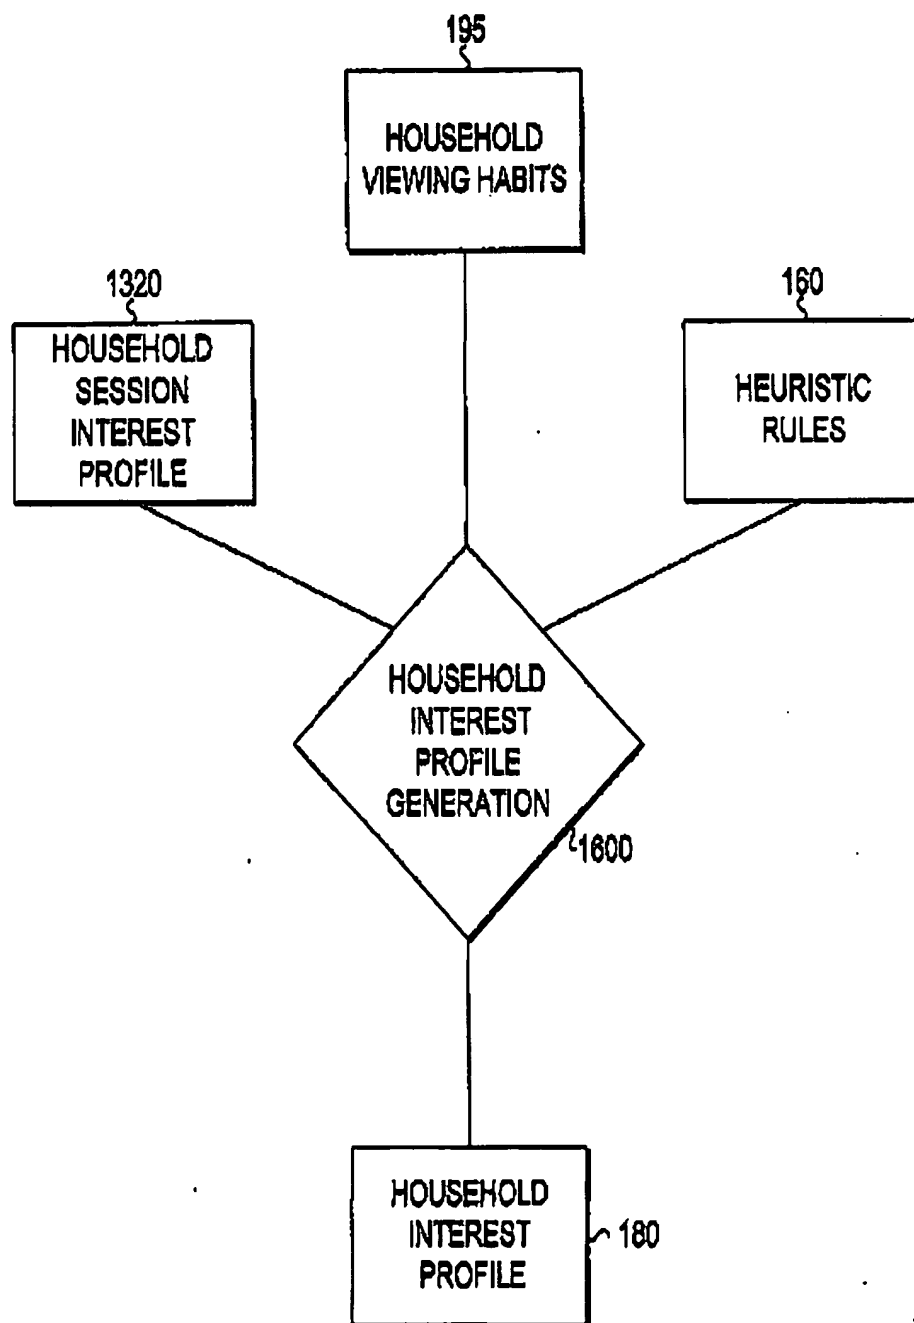 195
HOUSEHOLD
VIEWING HABITS
1320
HOUSEHOLD
SESSION
INTEREST
PROFILE
160
HEURISTIC
RULES
HOUSEHOLD
INTEREST
PROFILE
GENERATION
1600
HOUSEHOLD
INTEREST
PROFILE
180